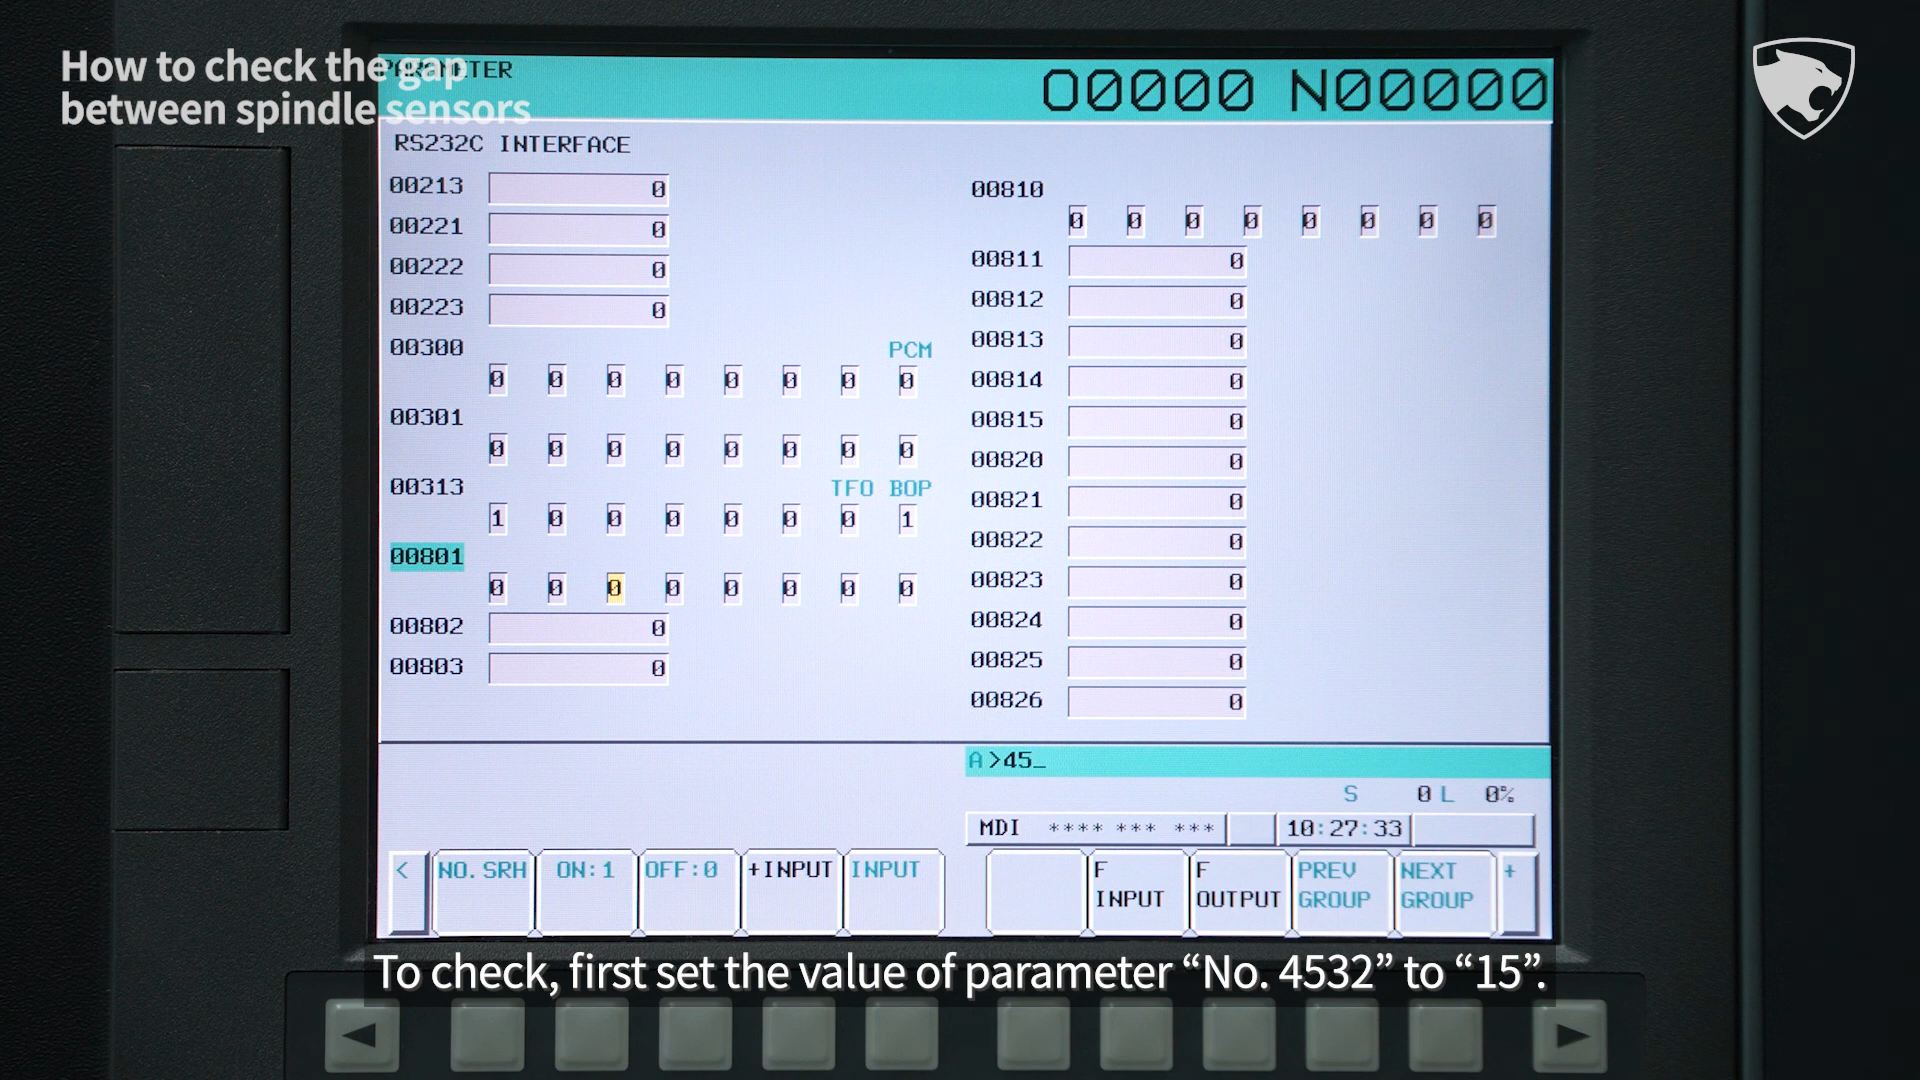 How to check the gap
between spindle sensors
PARAMETER
O0000 N00000
RS232C INTERFACE
00213 0
00221 0
00222 0
00223 0
00300 PCM
0 0 0 0 0 0 0 0
00301
0 0 0 0 0 0 0 0
00313 TFO BOP
1 0 0 0 0 0 0 1
00801
0 0 0 0 0 0 0 0
00802 0
00803 0
00810
0 0 0 0 0 0 0 0
00811 0
00812 0
00813 0
00814 0
00815 0
00820 0
00821 0
00822 0
00823 0
00824 0
00825 0
00826 0
A>45_
S 0 L 0%
MDI **** *** *** 10:27:33
< NO.SRH ON:1 OFF:0 +INPUT INPUT
F INPUT
F OUTPUT
PREV GROUP
NEXT GROUP
+
To check, first set the value of parameter “No. 4532” to “15”.